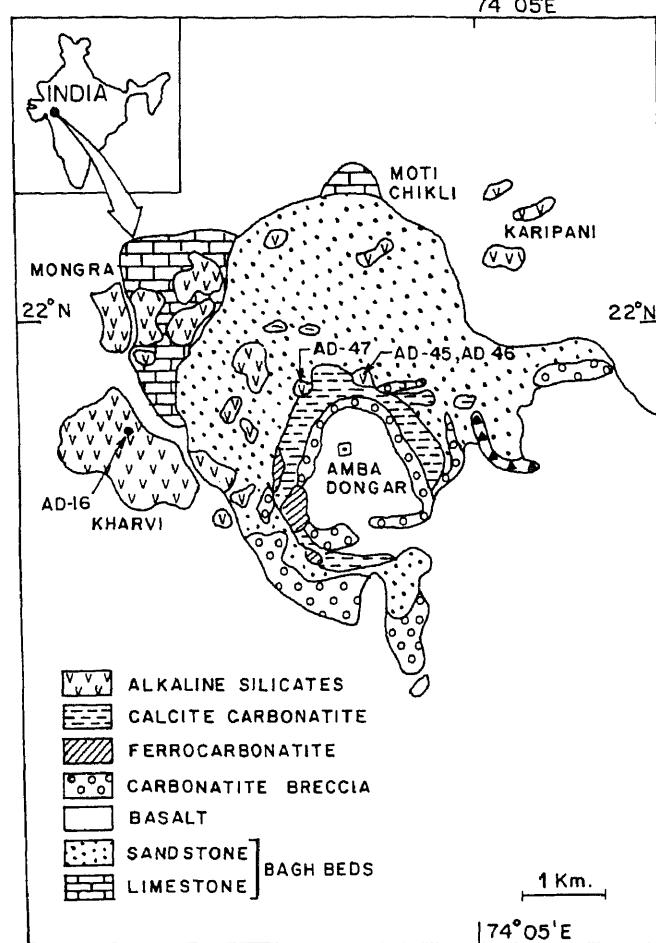 74°05'E
INDIA
MOTI
CHIKLI
KARIPANI
MONGRA
22°N
22°N
AD-47
AD-45, AD 46
AMBA
DONGAR
AD-16
KHARVI
ALKALINE SILICATES
CALCITE CARBONATITE
FERROCARBONATITE
CARBONATITE BRECCIA
BASALT
SANDSTONE
BAGH BEDS
LIMESTONE
1 Km.
74°05'E